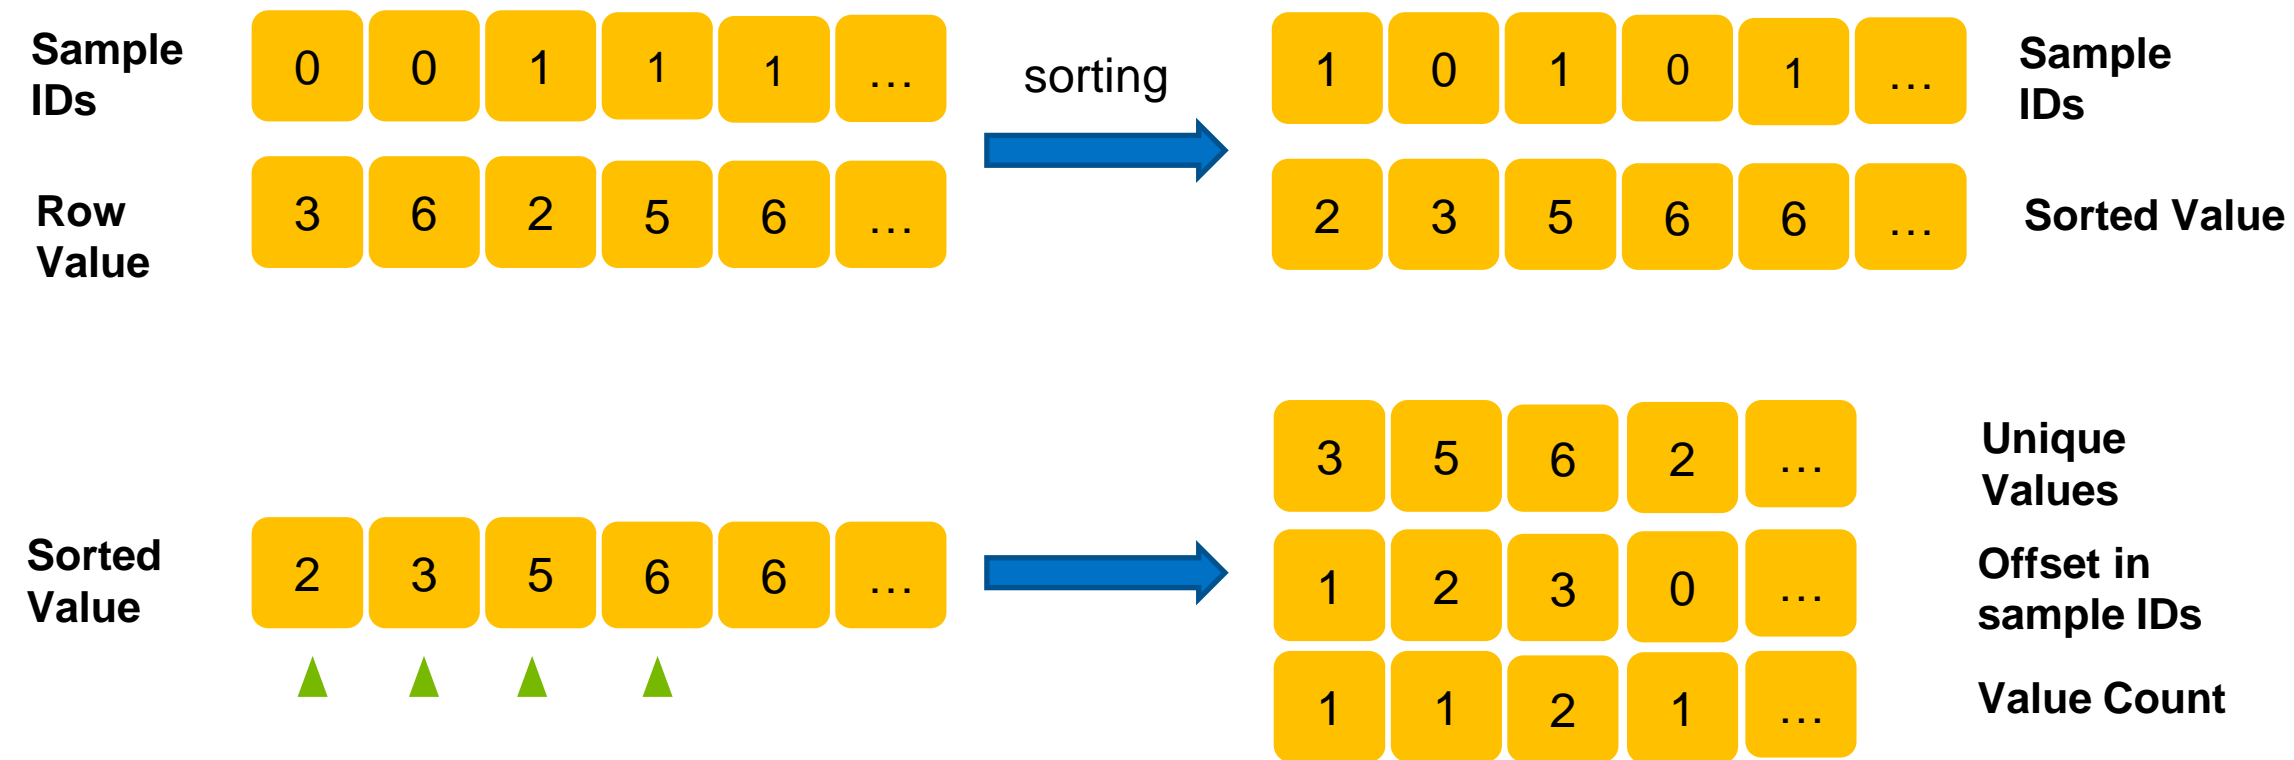 Sample
IDs
0 0 1 1 1 ...
sorting
1 0 1 0 1 ...
Sample
IDs
Row
Value
3 6 2 5 6 ...
2 3 5 6 6 ...
Sorted Value
Sorted
Value
2 3 5 6 6 ...
3 5 6 2 ...
Unique
Values
1 2 3 0 ...
Offset in
sample IDs
1 1 2 1 ...
Value Count